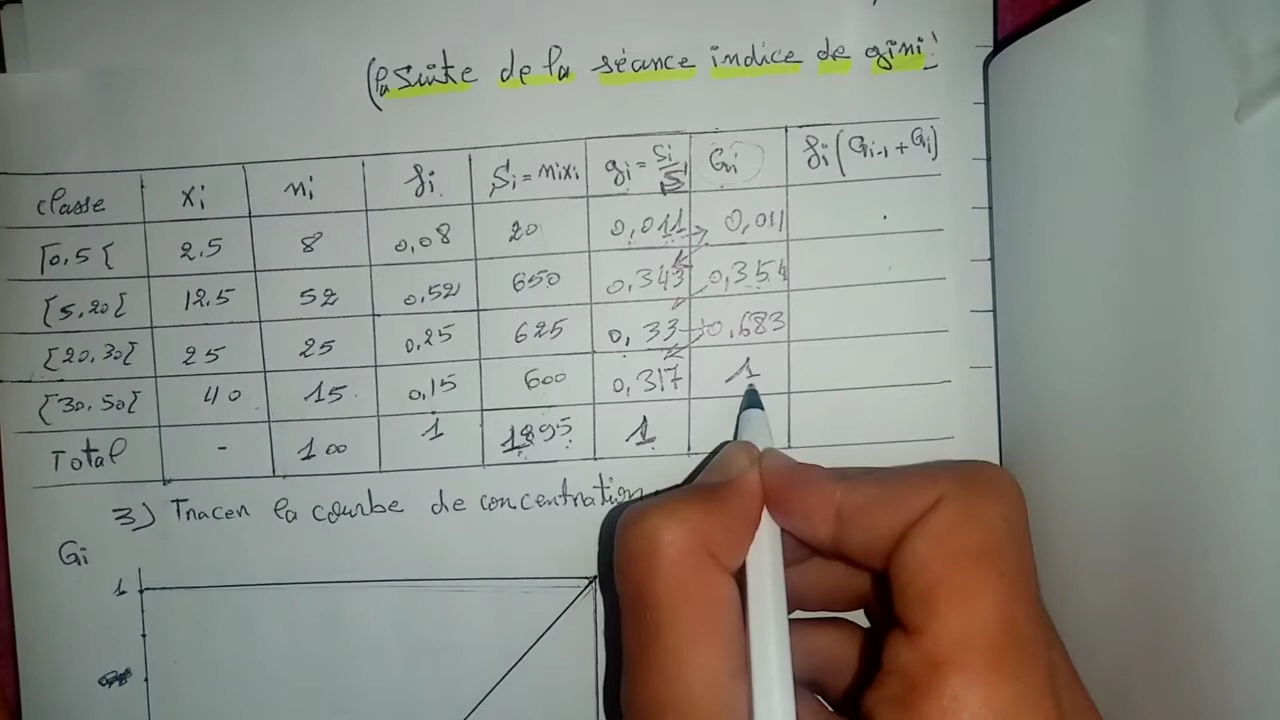 (la suite de la séance indice de gini)
classe xi ni fi Si = nixi gi = Si/S Gi fi(Gi-1 + Gi)
[0,5[ 2.5 8 0,08 20 0,011 0,011
[5,20[ 12.5 52 0,52 650 0,343 0,354
[20,30[ 25 25 0,25 625 0,33 0,683
[30,50[ 40 15 0,15 600 0,317 1
Total - 100 1 1895 1
3) Tracer la courbe de concentration
Gi
1